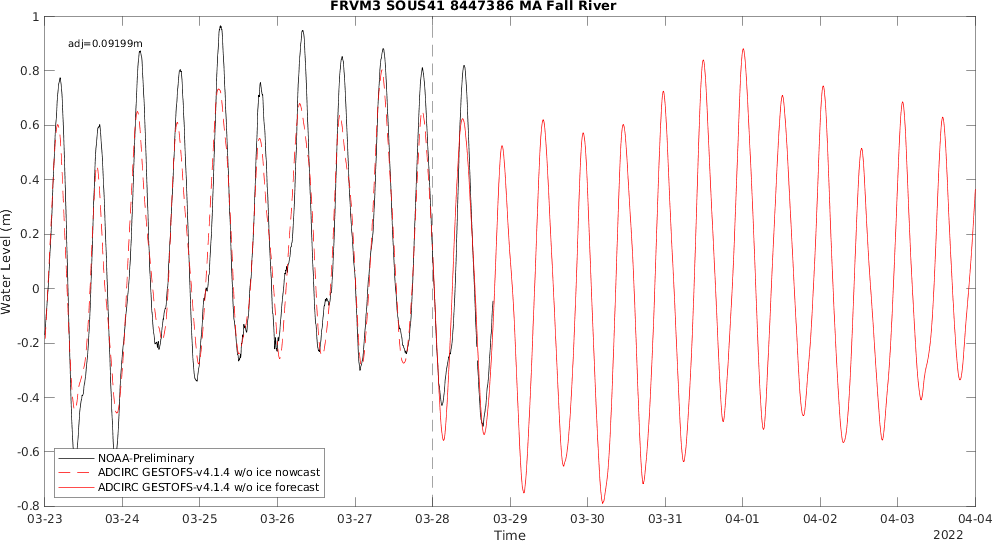 FRVM3 SOUS41 8447386 MA Fall River
adj=0.09199m
Water Level (m)
1
0.8
0.6
0.4
0.2
0
-0.2
-0.4
-0.6
-0.8
NOAA-Preliminary
ADCIRC GESTOFS-v4.1.4 w/o ice nowcast
ADCIRC GESTOFS-v4.1.4 w/o ice forecast
03-23 03-24 03-25 03-26 03-27 03-28 03-29 03-30 03-31 04-01 04-02 04-03 04-04
Time
2022